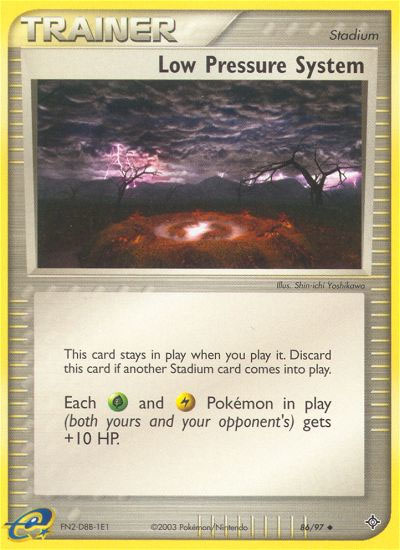 TRAINER
Stadium
Low Pressure System
Illus. Shin-ichi Yoshikawa
This card stays in play when you play it. Discard
this card if another Stadium card comes into play.
Each and Pokémon in play
(both yours and your opponent's) gets
+10 HP.
e
FN2-D8B-1E1
©2003 Pokémon/Nintendo
86/97